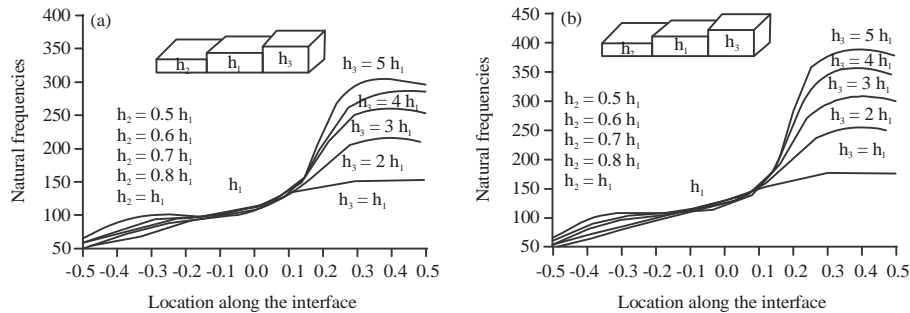 (a)
400
350
300
250
200
150
100
50
Natural frequencies
h₂
h₁
h₃
h₂ = 0.5 h₁
h₂ = 0.6 h₁
h₂ = 0.7 h₁
h₂ = 0.8 h₁
h₂ = h₁
h₁
h₃ = 5 h₁
h₃ = 4 h₁
h₃ = 3 h₁
h₃ = 2 h₁
h₃ = h₁
-0.5 -0.4 -0.3 -0.2 -0.1 0.0 0.1 0.2 0.3 0.4 0.5
Location along the interface
(b)
450
400
350
300
250
200
150
100
50
Natural frequencies
h₂
h₁
h₃
h₂ = 0.5 h₁
h₂ = 0.6 h₁
h₂ = 0.7 h₁
h₂ = 0.8 h₁
h₂ = h₁
h₁
h₃ = 5 h₁
h₃ = 4 h₁
h₃ = 3 h₁
h₃ = 2 h₁
h₃ = h₁
-0.5 -0.4 -0.3 -0.2 -0.1 0.0 0.1 0.2 0.3 0.4 0.5
Location along the interface